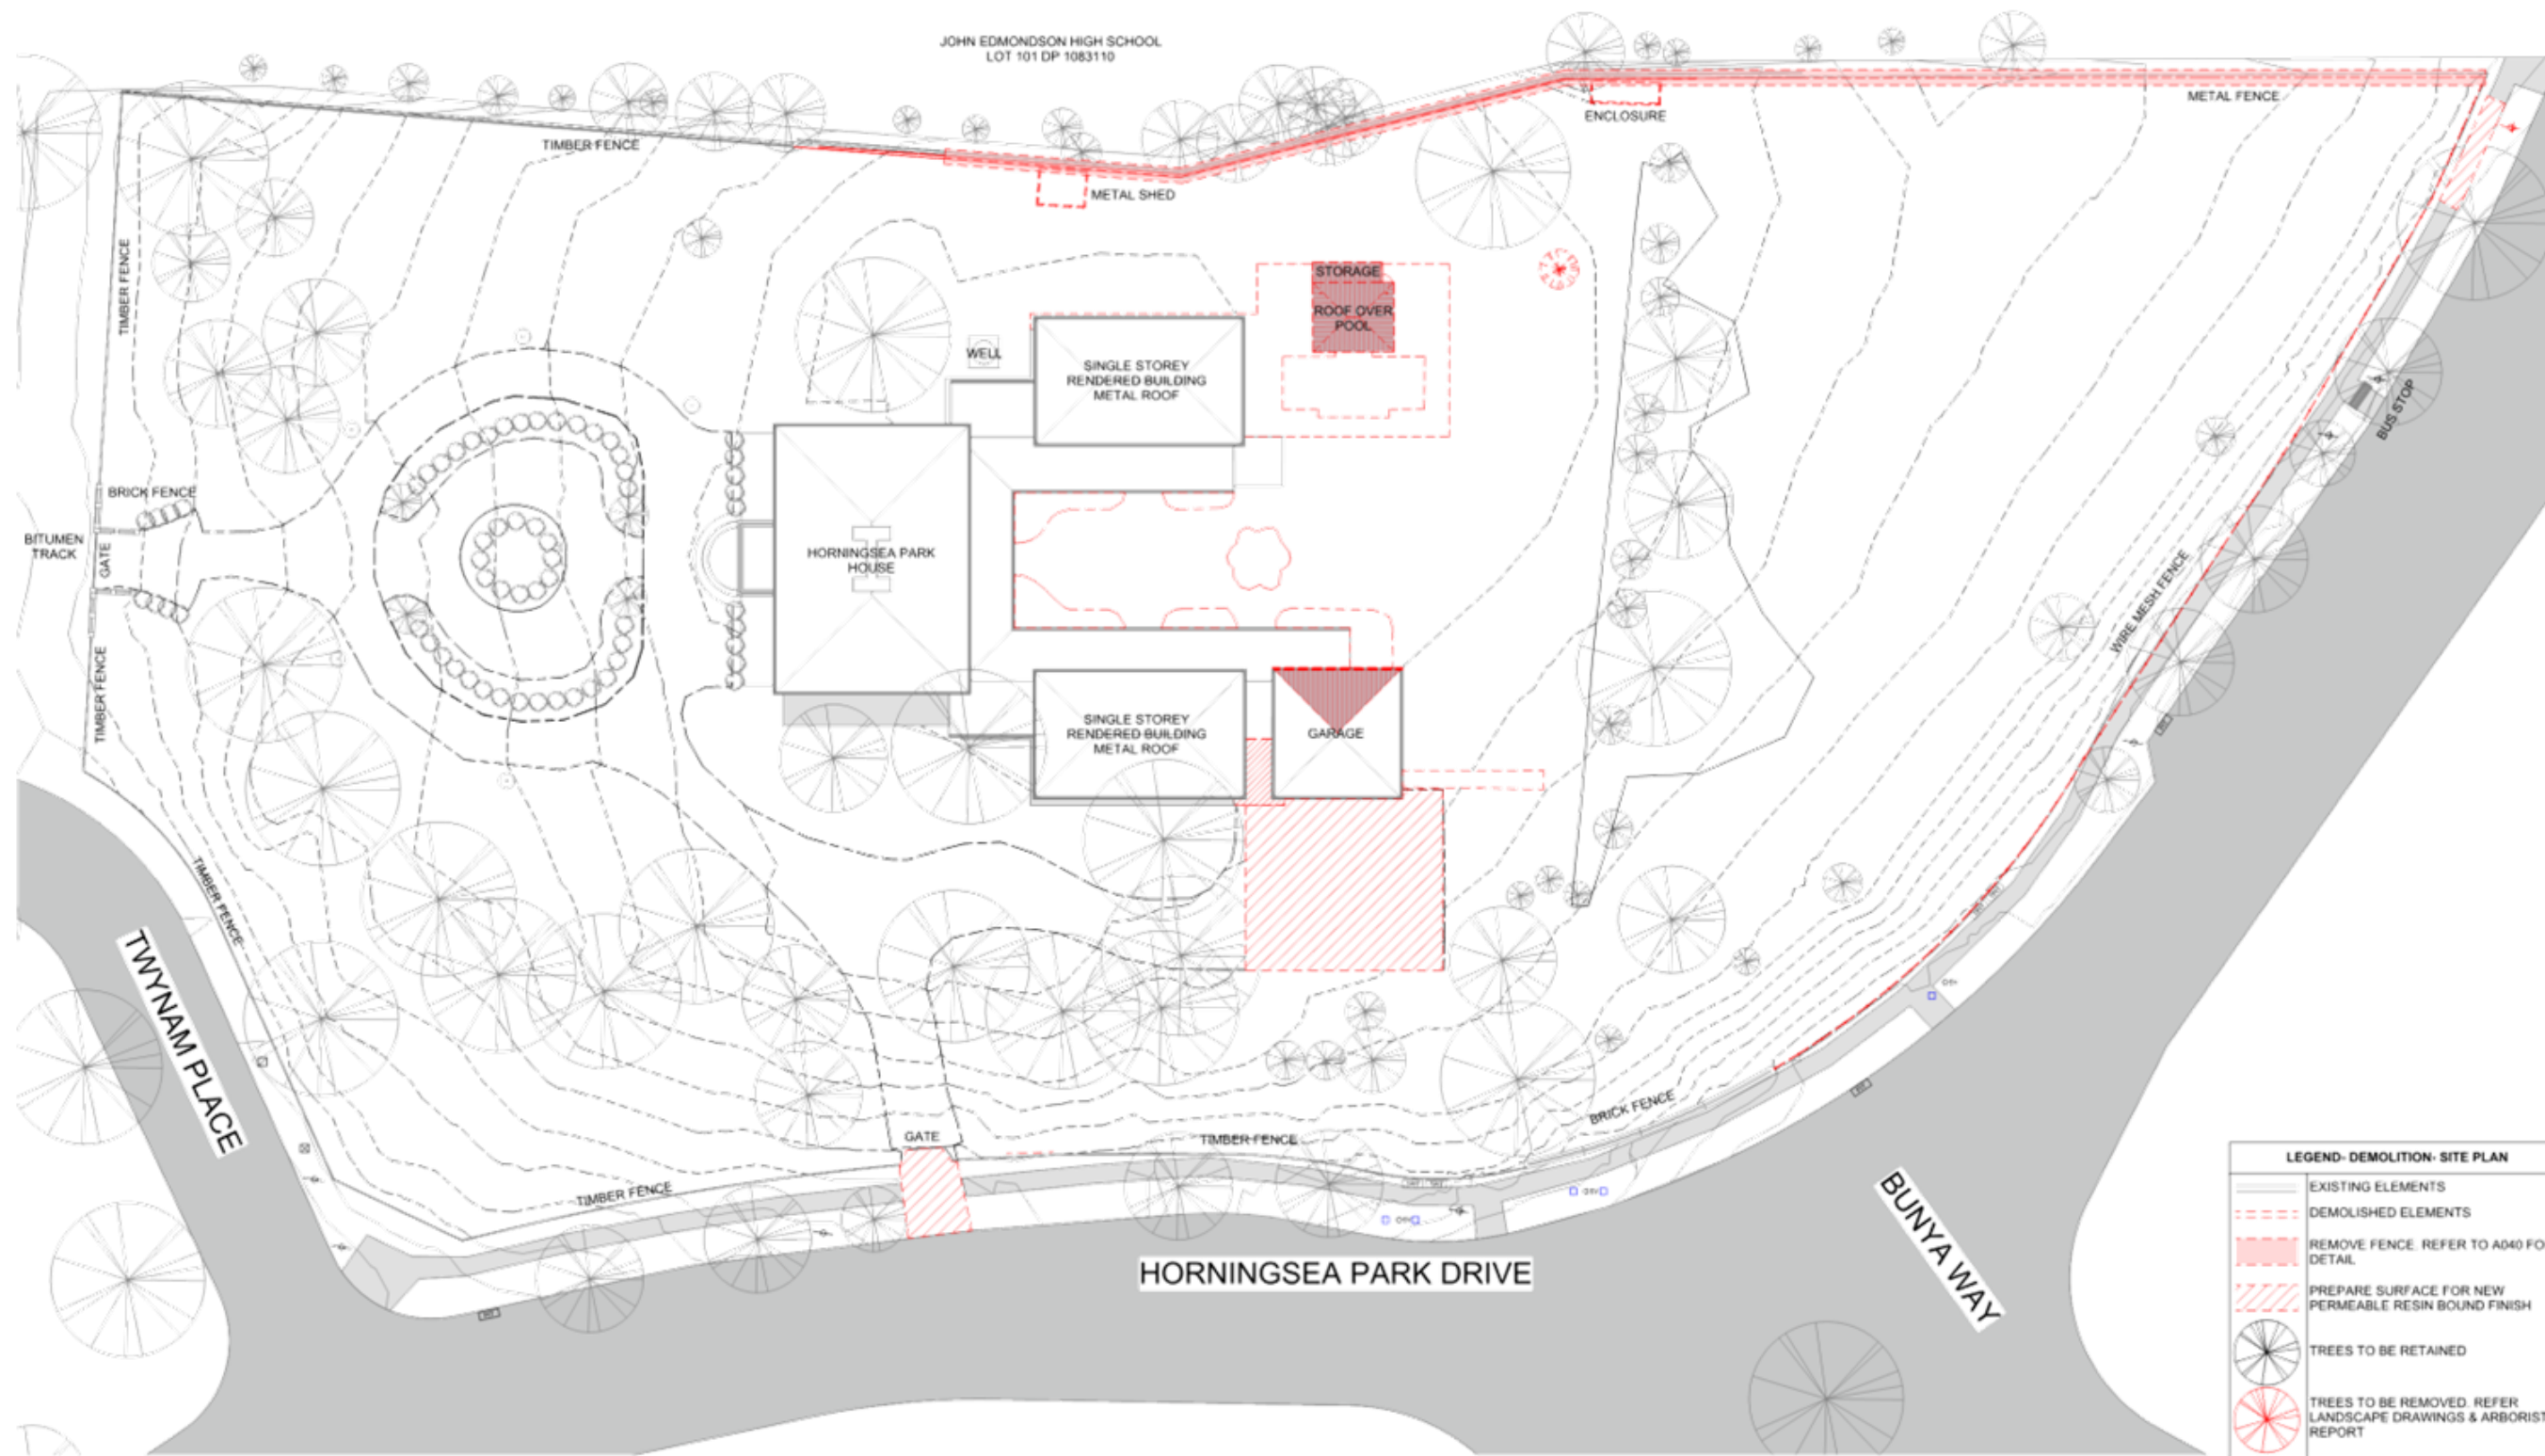 JOHN EDMONDSON HIGH SCHOOL
LOT 101 DP 1083110
METAL FENCE
ENCLOSURE
TIMBER FENCE
METAL SHED
TIMBER FENCE
STORAGE
ROOF OVER
POOL
WELL
SINGLE STOREY
RENDERED BUILDING
METAL ROOF
BUS STOP
BRICK FENCE
BITUMEN
TRACK
GATE
HORNINGSEA PARK
HOUSE
WIRE MESH FENCE
TIMBER FENCE
SINGLE STOREY
RENDERED BUILDING
METAL ROOF
GARAGE
TIMBER FENCE
TWYNAM PLACE
GATE
TIMBER FENCE
BRICK FENCE
TIMBER FENCE
HORNINGSEA PARK DRIVE
BUNYA WAY
LEGEND- DEMOLITION- SITE PLAN
EXISTING ELEMENTS
DEMOLISHED ELEMENTS
REMOVE FENCE. REFER TO A040 FO
DETAIL
PREPARE SURFACE FOR NEW
PERMEABLE RESIN BOUND FINISH
TREES TO BE RETAINED
TREES TO BE REMOVED. REFER
LANDSCAPE DRAWINGS & ARBORIST
REPORT